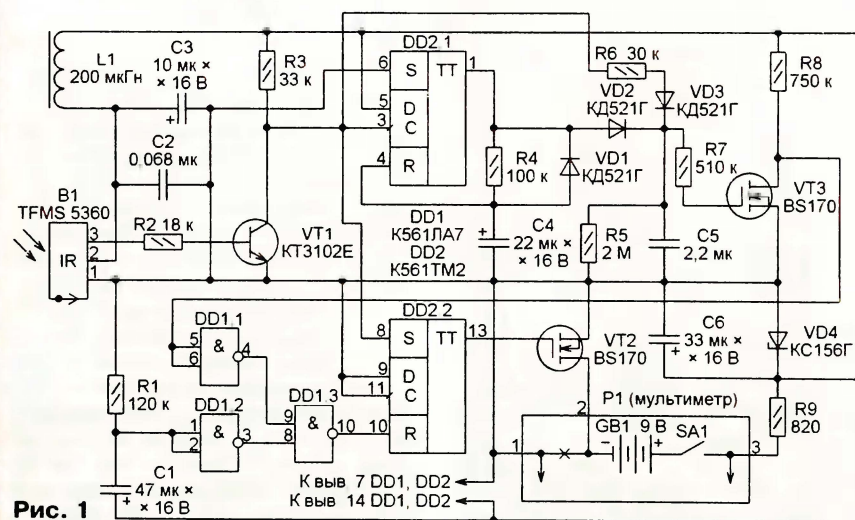 L1
200 мкГн
C3
10 мк ×
× 16 В
+
R3
33 к
C2
0,068 мк
B1
TFMS 5360
3
2
1
IR
R2 18 к
VT1
КТ3102Е
DD2 1
6
5
3
4
S
D
C
R
TT
1
R6 30 к
VD2
КД521Г
VD3
КД521Г
R8
750 к
R4
100 к
VD1
КД521Г
R7
510 к
VT3
BS170
DD1
К561ЛА7
DD2
К561ТМ2
+
C4
22 мк ×
× 16 В
R5
2 М
C5
2,2 мк
DD1.1
5
6
&
4
DD2 2
8
9
11
10
S
D
C
R
TT
13
VT2
BS170
C6
33 мк ×
× 16 В
+
VD4
КС156Г
R1
120 к
DD1.2
1
2
&
3
DD1.3
9
8
&
10
P1 (мультиметр)
1
2
3
GB1 9 В
−
+
SA1
R9
820
+
C1
47 мк ×
× 16 В
К выв 7 DD1, DD2
К выв 14 DD1, DD2
Рис. 1